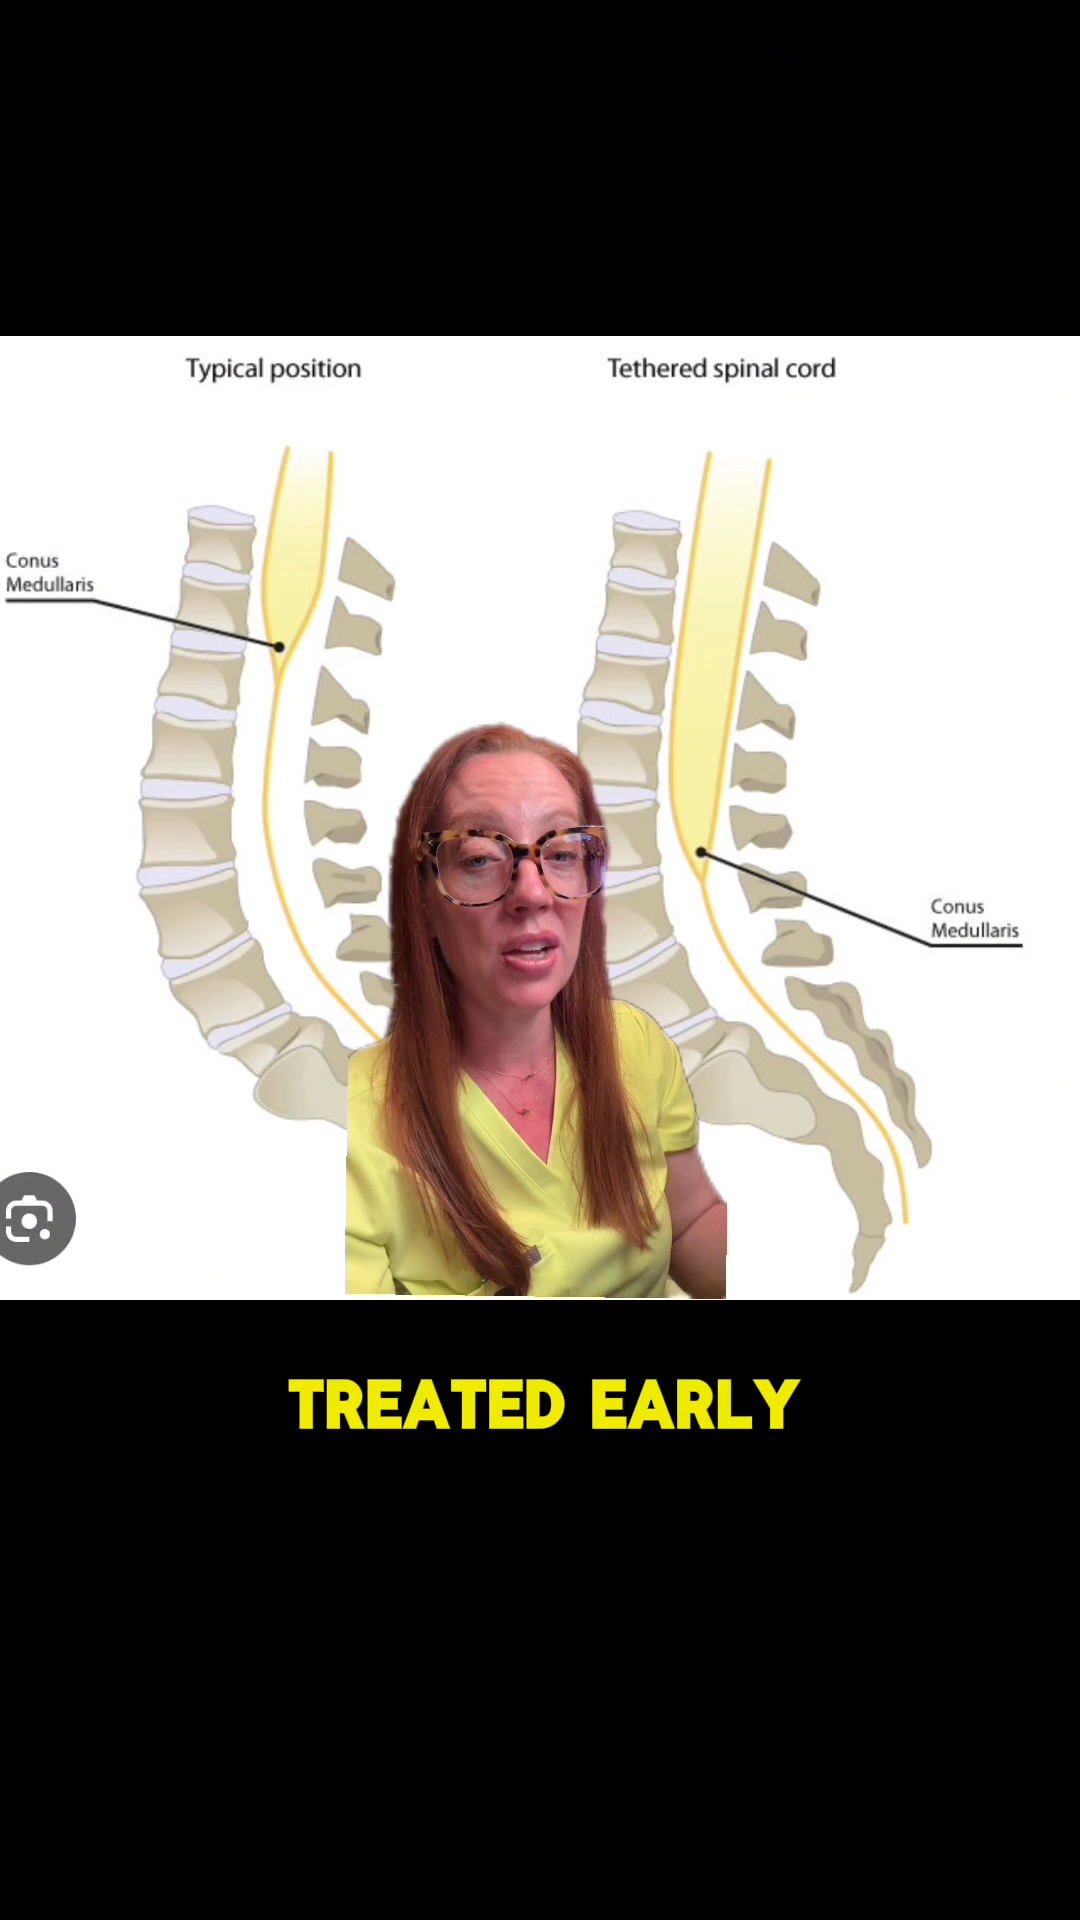 Typical position
Tethered spinal cord
Conus
Medullaris
Conus
Medullaris
TREATED EARLY